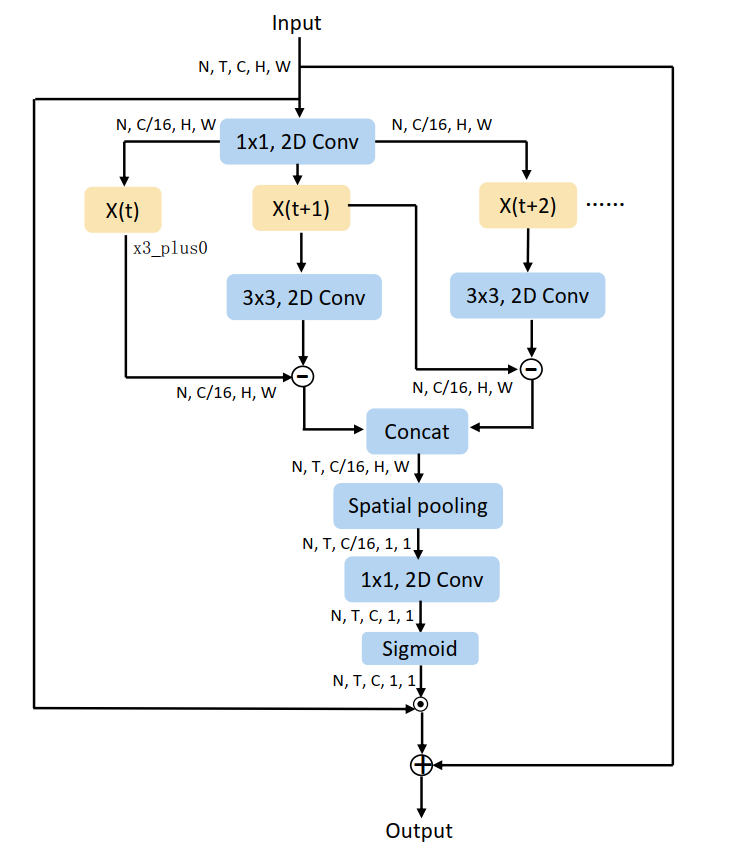 Input
N, T, C, H, W
N, C/16, H, W
N, C/16, H, W
1x1, 2D Conv
X(t)
X(t+1)
X(t+2)
······
x3_plus0
3x3, 2D Conv
3x3, 2D Conv
N, C/16, H, W
N, C/16, H, W
Concat
N, T, C/16, H, W
Spatial pooling
N, T, C/16, 1, 1
1x1, 2D Conv
N, T, C, 1, 1
Sigmoid
N, T, C, 1, 1
Output